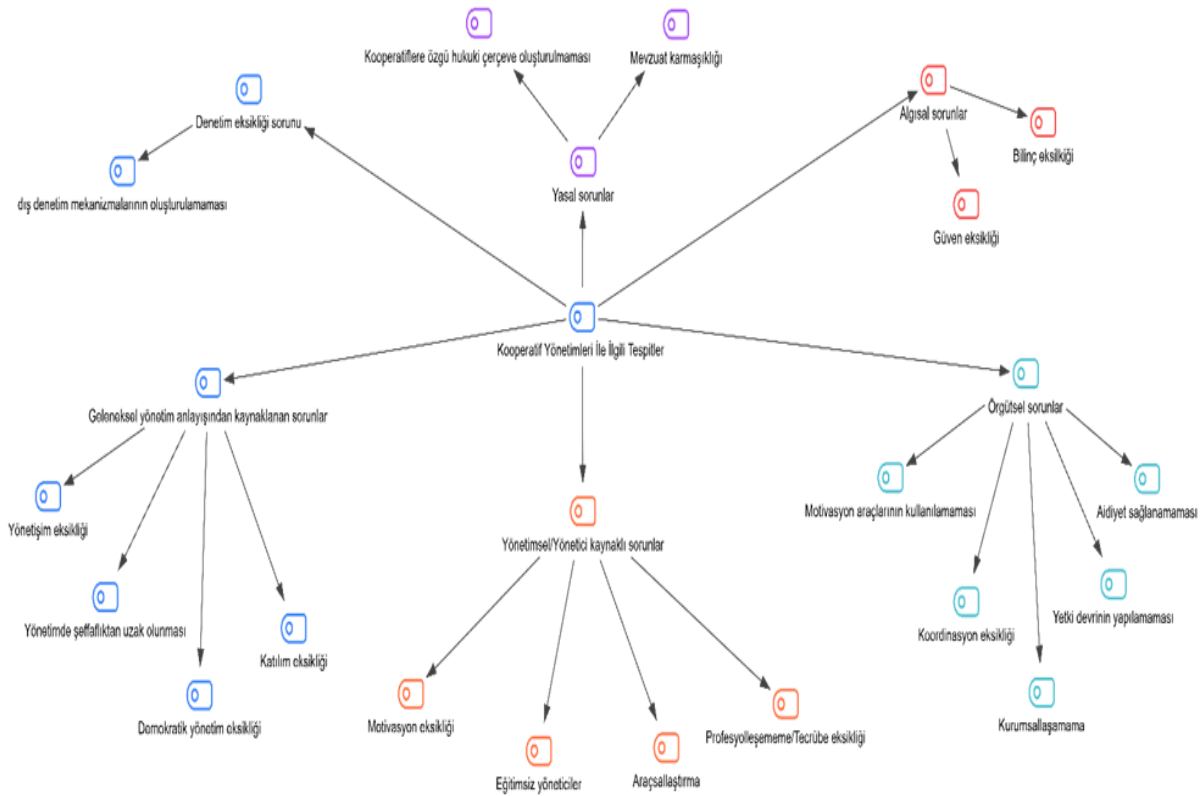 Kooperatiflere özgü hukuki çerçeve oluşturulmaması
Mevzuat karmaşıklığı
Denetim eksikliği sorunu
Algısal sorunlar
Bilinç eksilkiği
dış denetim mekanizmalarının oluşturulamaması
Yasal sorunlar
Güven eksikliği
Kooperatif Yönetimleri İle İlgili Tespitler
Geleneksel yönetim anlayışından kaynaklanan sorunlar
Örgütsel sorunlar
Yönetişim eksikliği
Yönetimsel/Yönetici kaynaklı sorunlar
Motivasyon araçlarının kullanılamaması
Aidiyet sağlanamaması
Yönetimde şeffaflıktan uzak olunması
Katılım eksikliği
Koordinasyon eksikliği
Yetki devrinin yapılamaması
Demokratik yönetim eksikliği
Motivasyon eksikliği
Eğitimsiz yöneticiler
Araçsallaştırma
Profesyolleşememe/Tecrübe eksikliği
Kurumsallaşamama